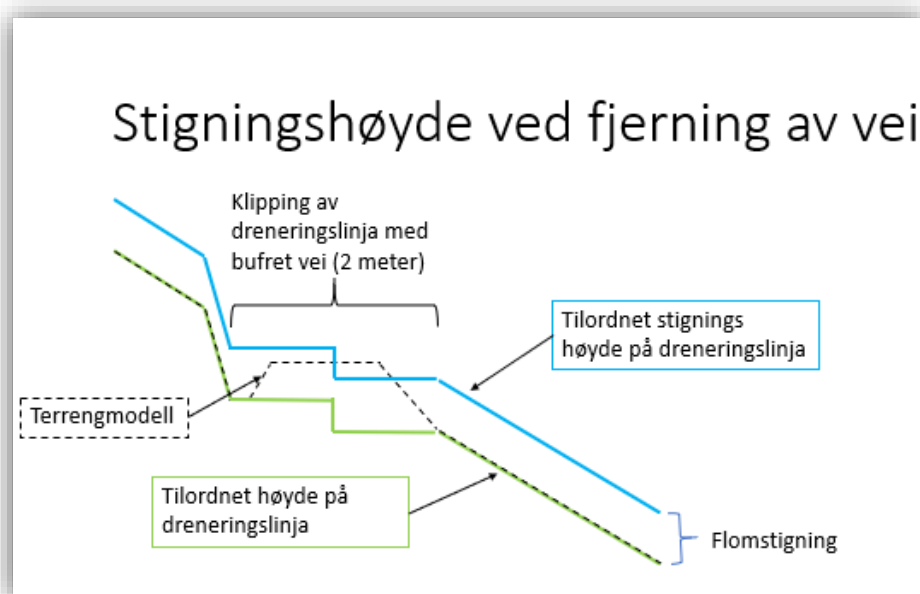 Stigningshøyde ved fjerning av vei
Klipping av
dreneringslinja med
bufret vei (2 meter)
Tilordnet stignings
høyde på dreneringslinja
Terrengmodell
Tilordnet høyde på
dreneringslinja
Flomstigning